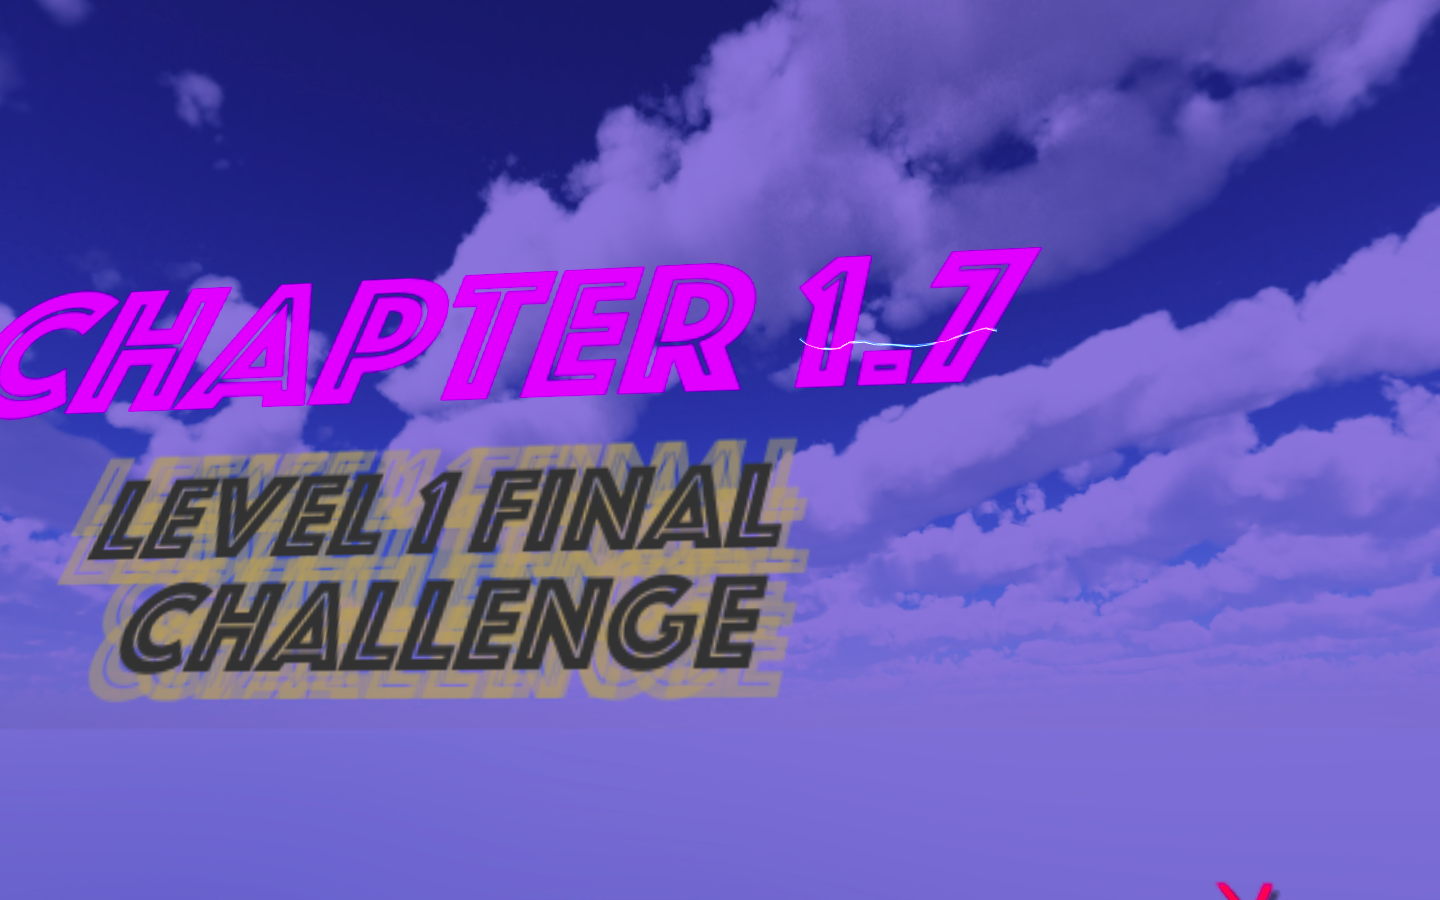 CHAPTER 1.7
LEVEL 1 FINAL
CHALLENGE